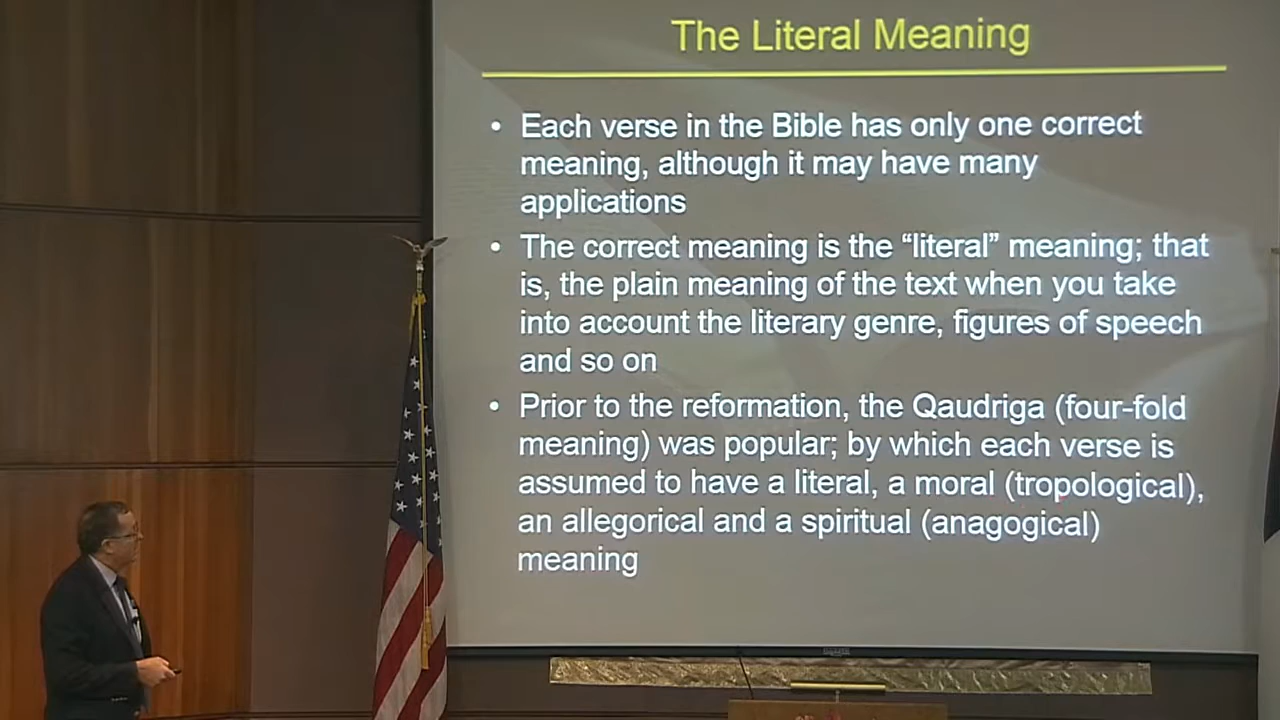 The Literal Meaning
• Each verse in the Bible has only one correct
meaning, although it may have many
applications
• The correct meaning is the “literal” meaning; that
is, the plain meaning of the text when you take
into account the literary genre, figures of speech
and so on
• Prior to the reformation, the Qaudriga (four-fold
meaning) was popular; by which each verse is
assumed to have a literal, a moral (tropological),
an allegorical and a spiritual (anagogical)
meaning